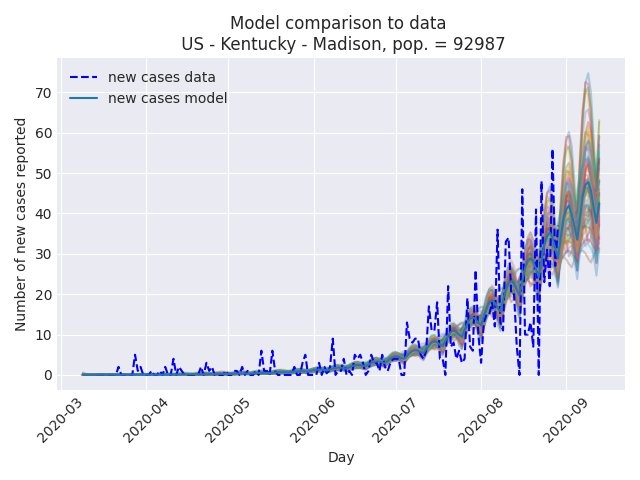 Model comparison to data
US - Kentucky - Madison, pop. = 92987
new cases data
new cases model
Number of new cases reported
70
60
50
40
30
20
10
0
2020-03
2020-04
2020-05
2020-06
2020-07
2020-08
2020-09
Day